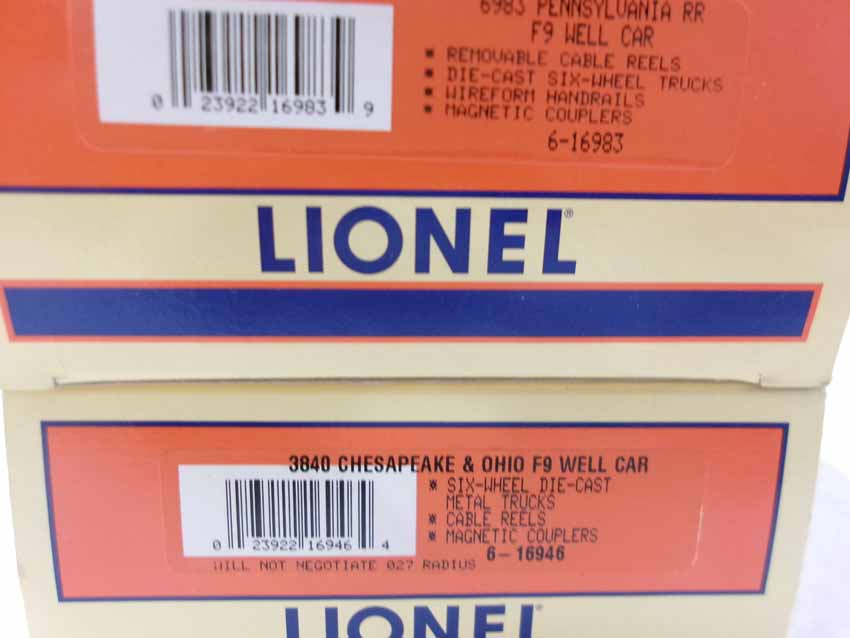 6983 PENNSYLVANIA RR
F9 WELL CAR
* REMOVABLE CABLE REELS
* DIE-CAST SIX-WHEEL TRUCKS
* WIREFORM HANDRAILS
* MAGNETIC COUPLERS
6-16983
0 23922 16983 9
LIONEL®
3840 CHESAPEAKE & OHIO F9 WELL CAR
* SIX-WHEEL DIE-CAST
METAL TRUCKS
* CABLE REELS
* MAGNETIC COUPLERS
6-16946
0 23922 16946 4
WILL NOT NEGOTIATE 027 RADIUS
LIONEL